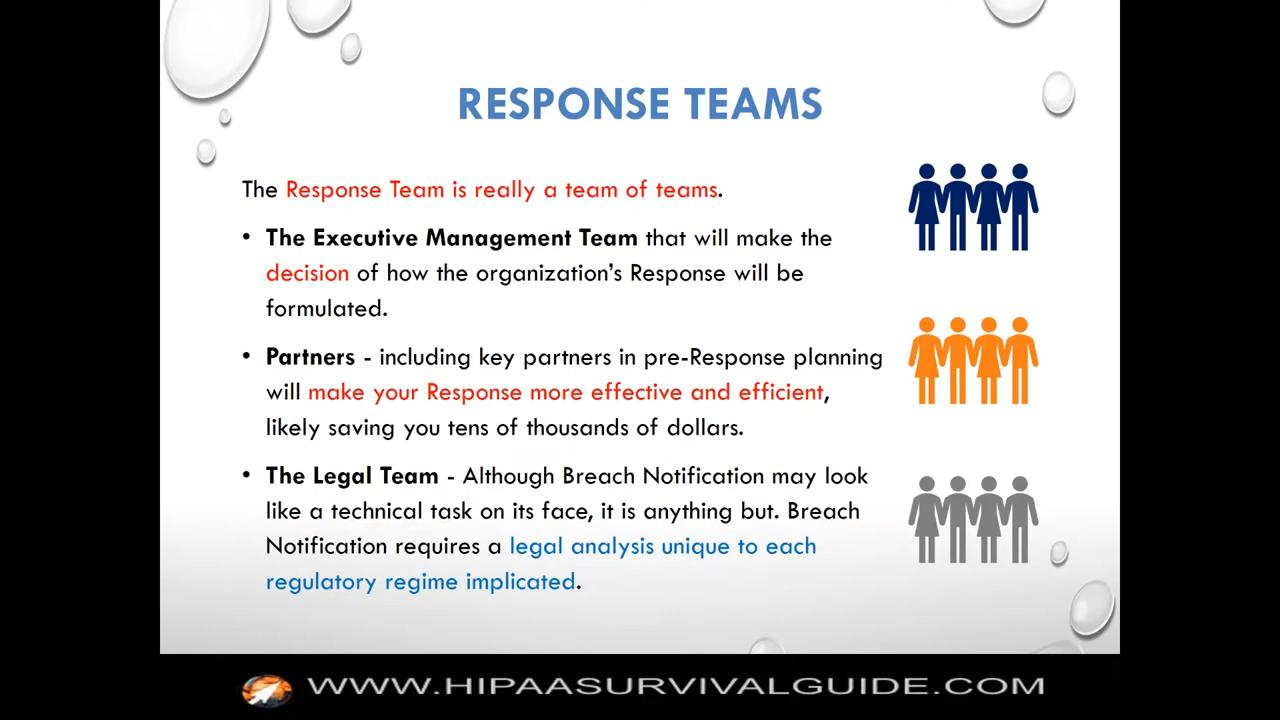 RESPONSE TEAMS
The Response Team is really a team of teams.
• The Executive Management Team that will make the
decision of how the organization’s Response will be
formulated.
• Partners - including key partners in pre-Response planning
will make your Response more effective and efficient,
likely saving you tens of thousands of dollars.
• The Legal Team - Although Breach Notification may look
like a technical task on its face, it is anything but. Breach
Notification requires a legal analysis unique to each
regulatory regime implicated.
WWW.HIPAASURVIVALGUIDE.COM